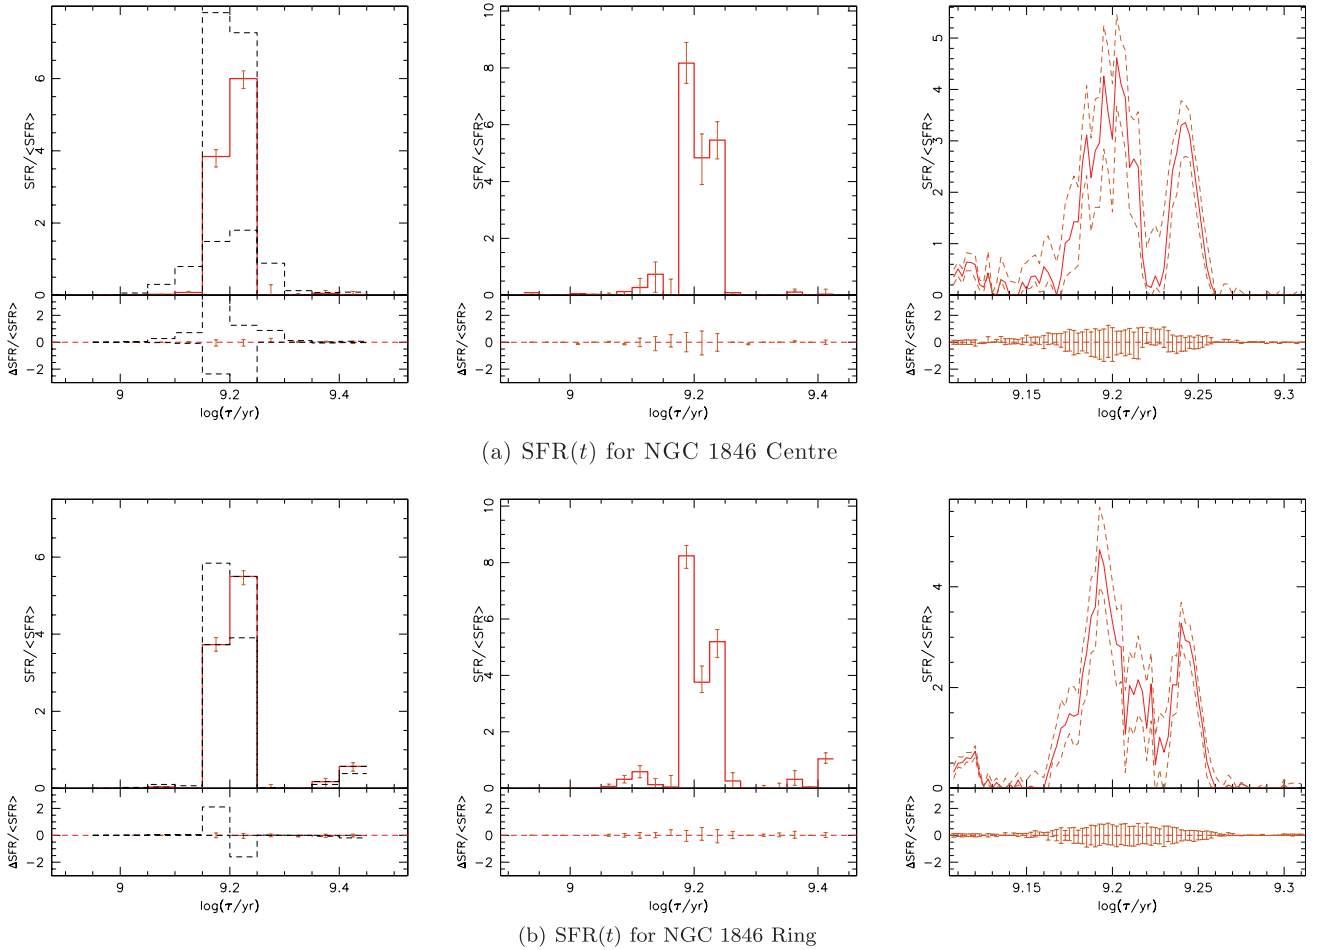 SFR/<SFR>
0 2 4 6
ΔSFR/<SFR>
−2 0 2
9 9.2 9.4
log(τ/yr)
SFR/<SFR>
0 2 4 6 8 10
ΔSFR/<SFR>
−2 0 2
9 9.2 9.4
log(τ/yr)
SFR/<SFR>
0 1 2 3 4 5
ΔSFR/<SFR>
−2 0 2
9.15 9.2 9.25 9.3
log(τ/yr)
(a) SFR(t) for NGC 1846 Centre
SFR/<SFR>
0 2 4 6
ΔSFR/<SFR>
−2 0 2
9 9.2 9.4
log(τ/yr)
SFR/<SFR>
0 2 4 6 8 10
ΔSFR/<SFR>
−2 0 2
9 9.2 9.4
log(τ/yr)
SFR/<SFR>
0 2 4
ΔSFR/<SFR>
−2 0 2
9.15 9.2 9.25 9.3
log(τ/yr)
(b) SFR(t) for NGC 1846 Ring